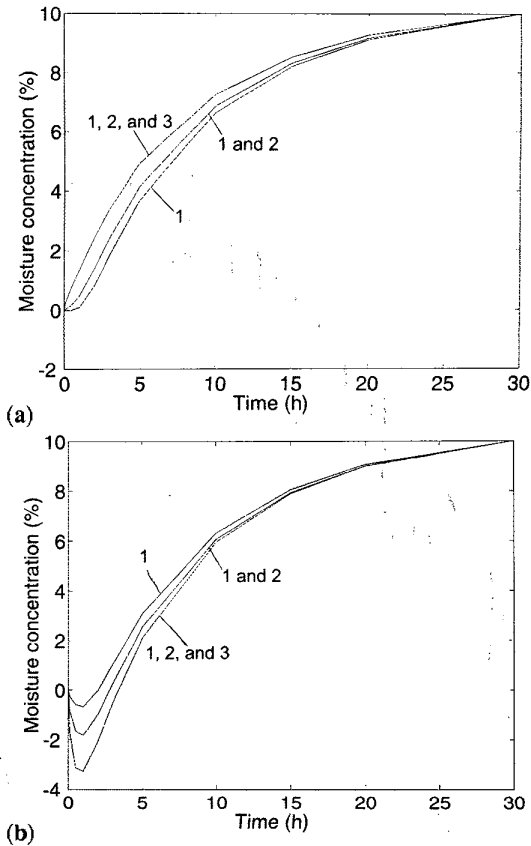 10
8
6
4
2
0
-2
Moisture concentration (%)
1, 2, and 3
1 and 2
1
0 5 10 15 20 25 30
Time (h)
(a)
10
8
6
4
2
0
-2
-4
Moisture concentration (%)
1
1 and 2
1, 2, and 3
0 5 10 15 20 25 30
Time (h)
(b)